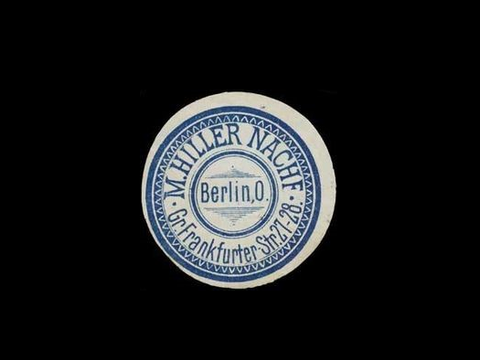 M. HILLER NACHF
Berlin, O.
Gr. Frankfurter-Str. 27-28.